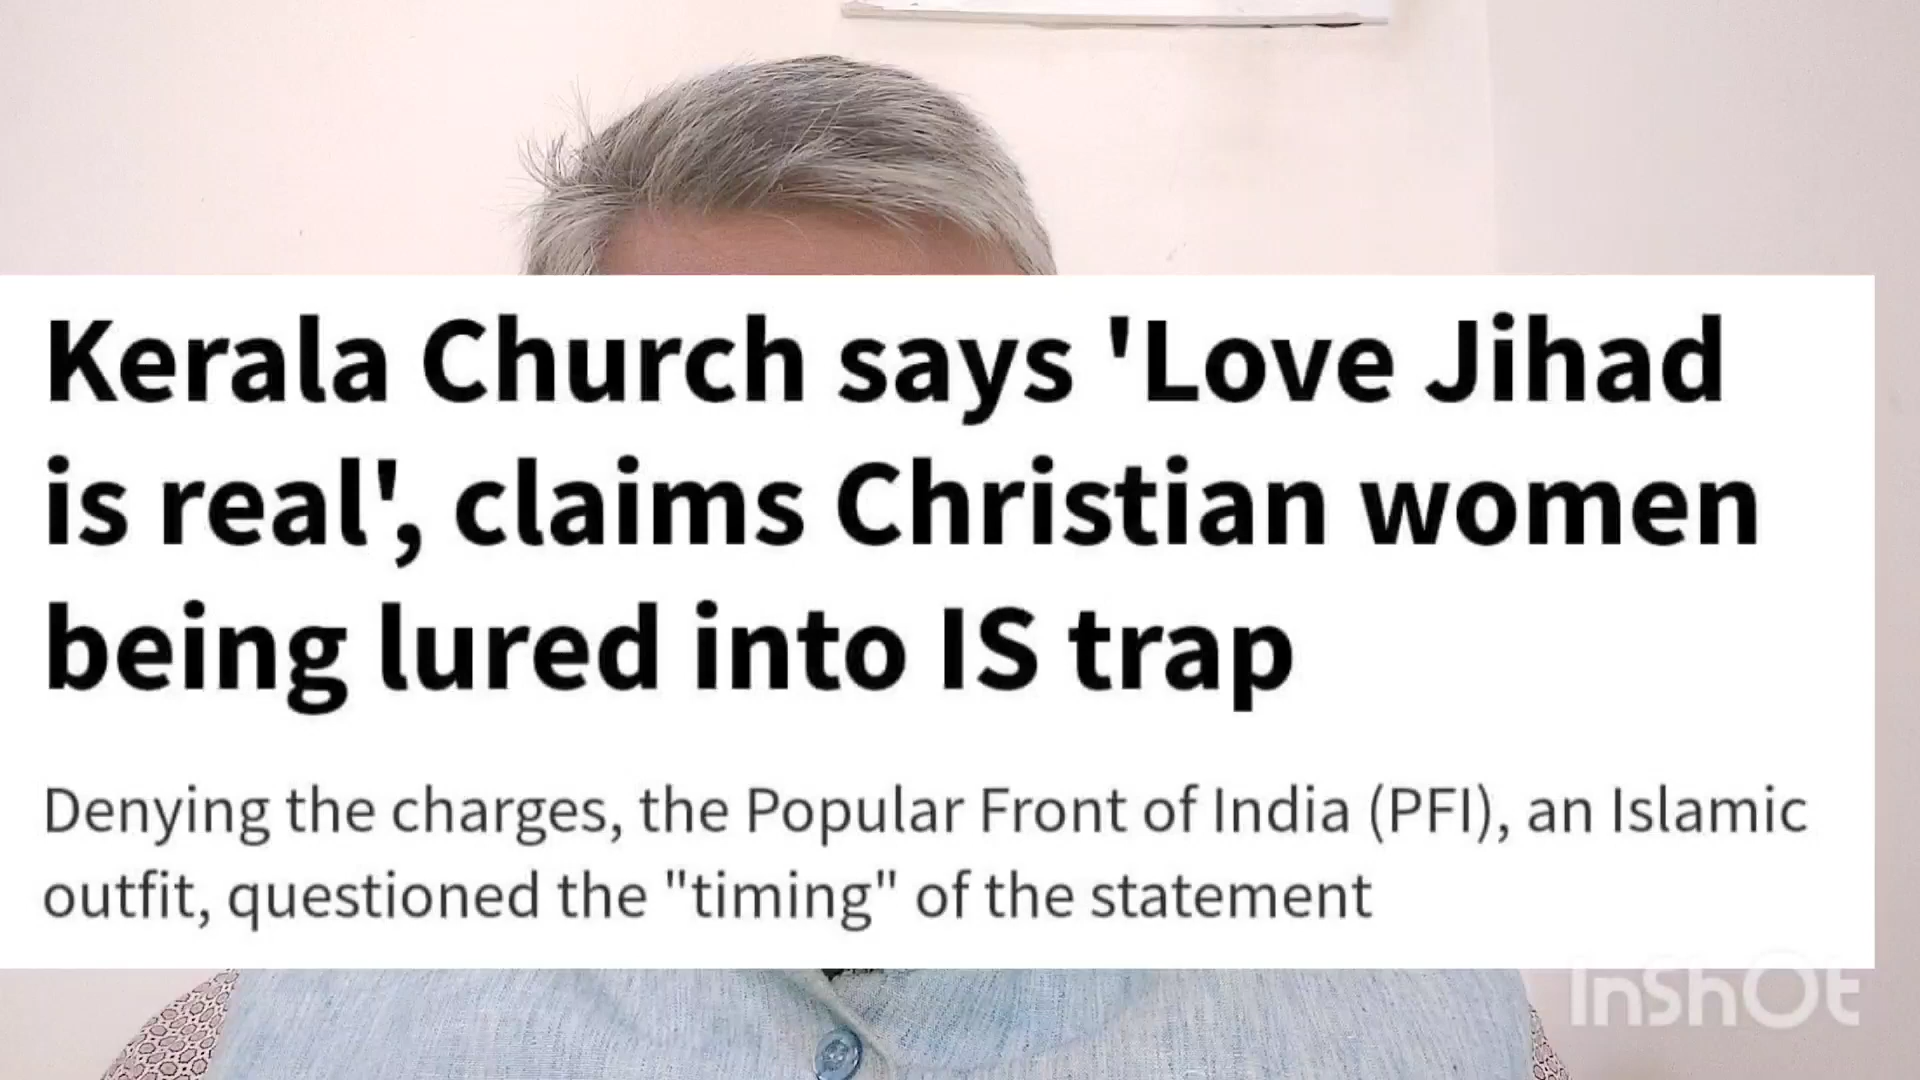 Kerala Church says 'Love Jihad
is real', claims Christian women
being lured into IS trap
Denying the charges, the Popular Front of India (PFI), an Islamic
outfit, questioned the "timing" of the statement
InShOt